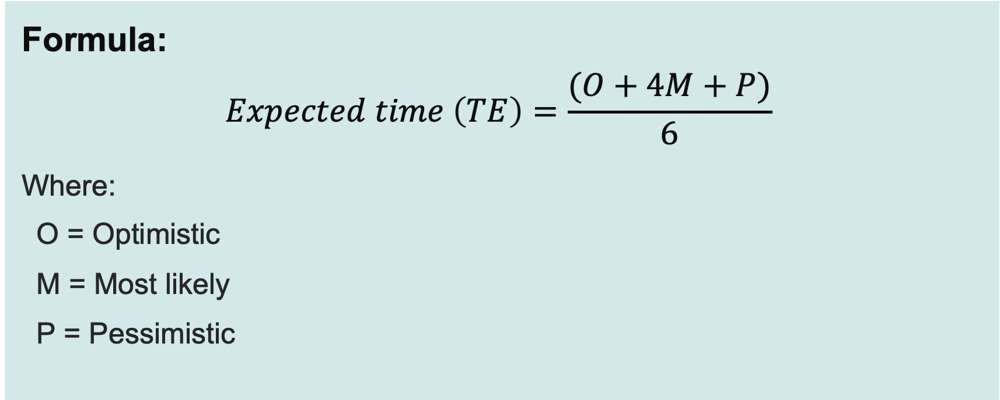 Formula:
Expected time (TE) = (O + 4M + P) / 6
Where:
O = Optimistic
M = Most likely
P = Pessimistic